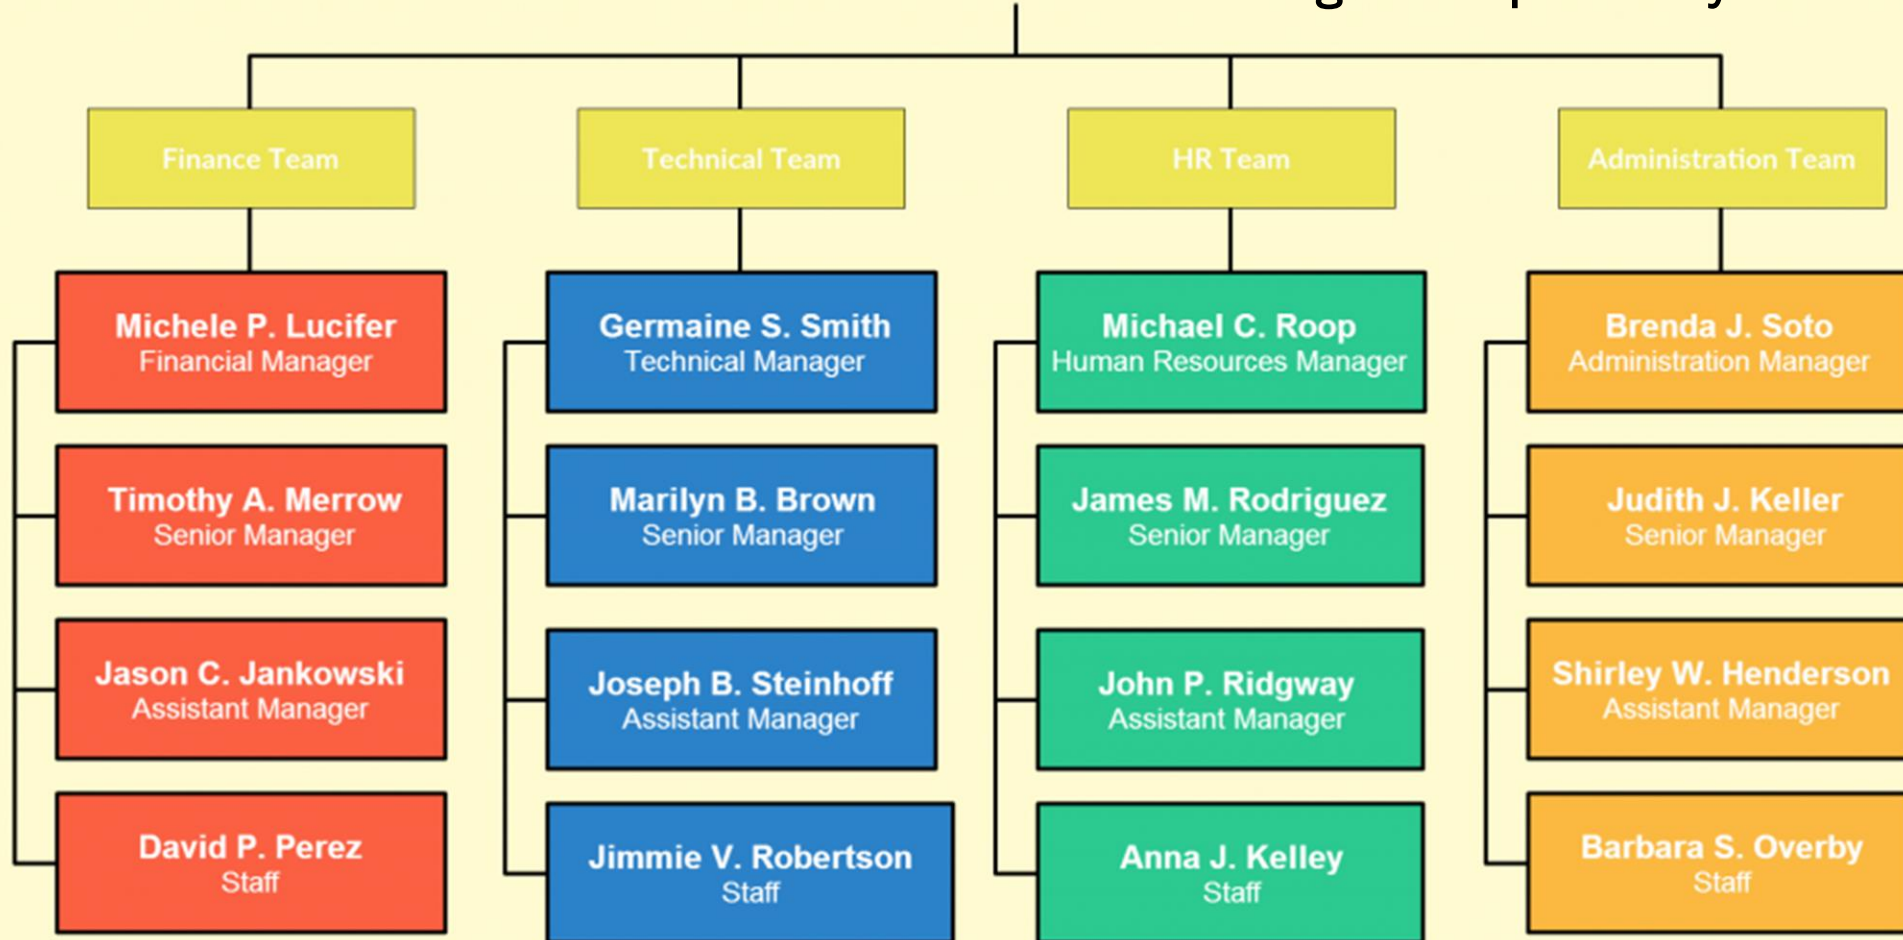 Finance Team
Technical Team
HR Team
Administration Team
Michele P. Lucifer
Financial Manager
Germaine S. Smith
Technical Manager
Michael C. Roop
Human Resources Manager
Brenda J. Soto
Administration Manager
Timothy A. Merrow
Senior Manager
Marilyn B. Brown
Senior Manager
James M. Rodriguez
Senior Manager
Judith J. Keller
Senior Manager
Jason C. Jankowski
Assistant Manager
Joseph B. Steinhoff
Assistant Manager
John P. Ridgway
Assistant Manager
Shirley W. Henderson
Assistant Manager
David P. Perez
Staff
Jimmie V. Robertson
Staff
Anna J. Kelley
Staff
Barbara S. Overby
Staff